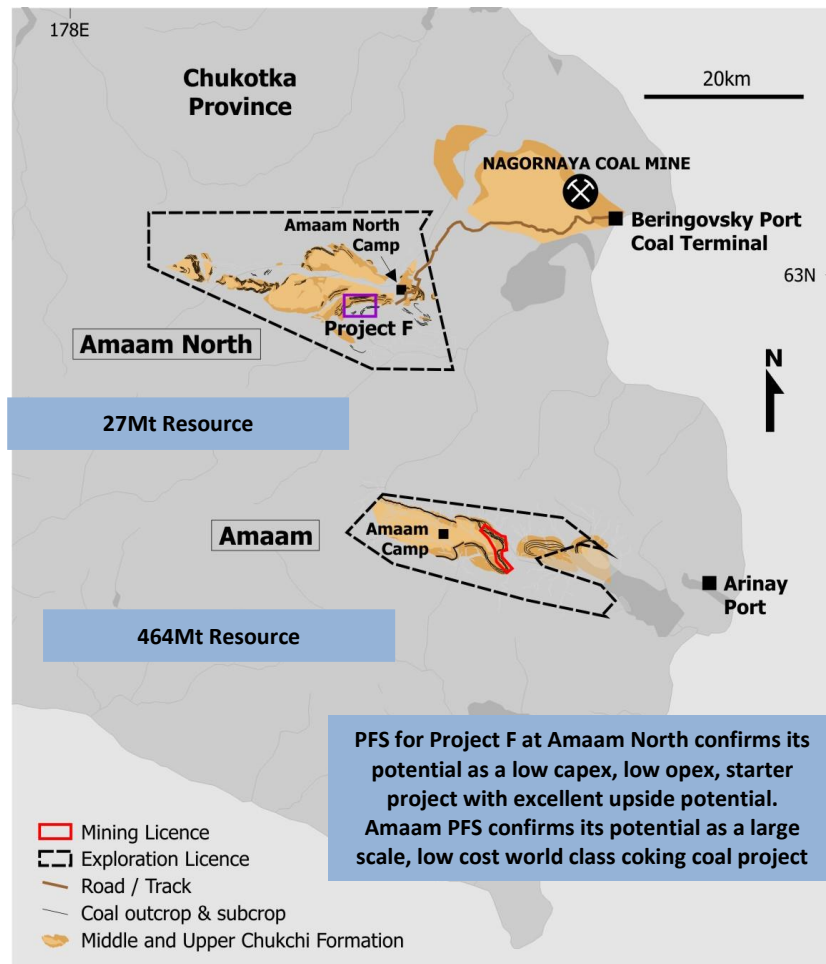 178E
Chukotka
Province
20km
NAGORNAYA COAL MINE
Beringovsky Port
Coal Terminal
Amaam North
Camp
63N
Project F
Amaam North
N
27Mt Resource
Amaam
Amaam
Camp
Arinay
Port
464Mt Resource
PFS for Project F at Amaam North confirms its
potential as a low capex, low opex, starter
project with excellent upside potential.
Amaam PFS confirms its potential as a large
scale, low cost world class coking coal project
Mining Licence
Exploration Licence
Road / Track
Coal outcrop & subcrop
Middle and Upper Chukchi Formation